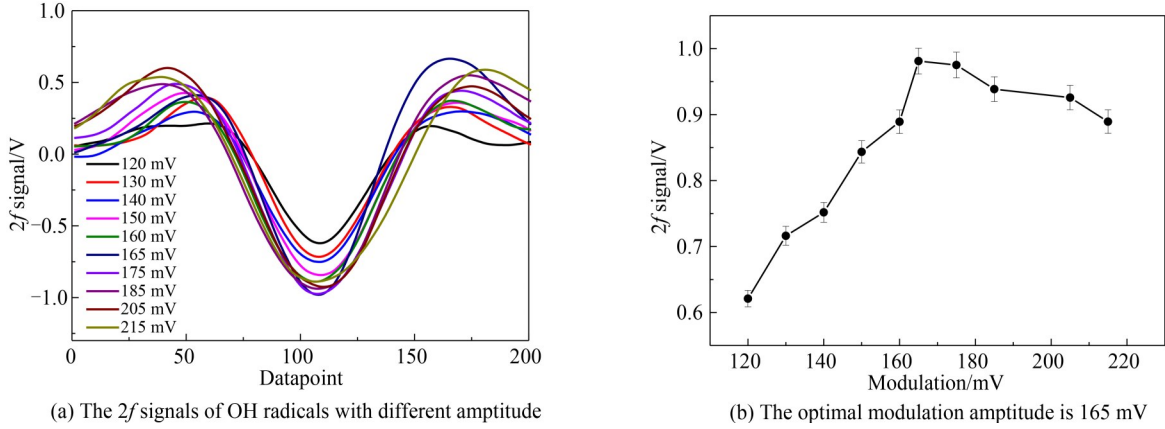 1.0
0.5
0.0
−0.5
−1.0
2f signal/V
120 mV
130 mV
140 mV
150 mV
160 mV
165 mV
175 mV
185 mV
205 mV
215 mV
0 50 100 150 200
Datapoint
(a) The 2f signals of OH radicals with different amptitude
1.0
0.9
0.8
0.7
0.6
2f signal/V
120 140 160 180 200 220
Modulation/mV
(b) The optimal modulation amptitude is 165 mV